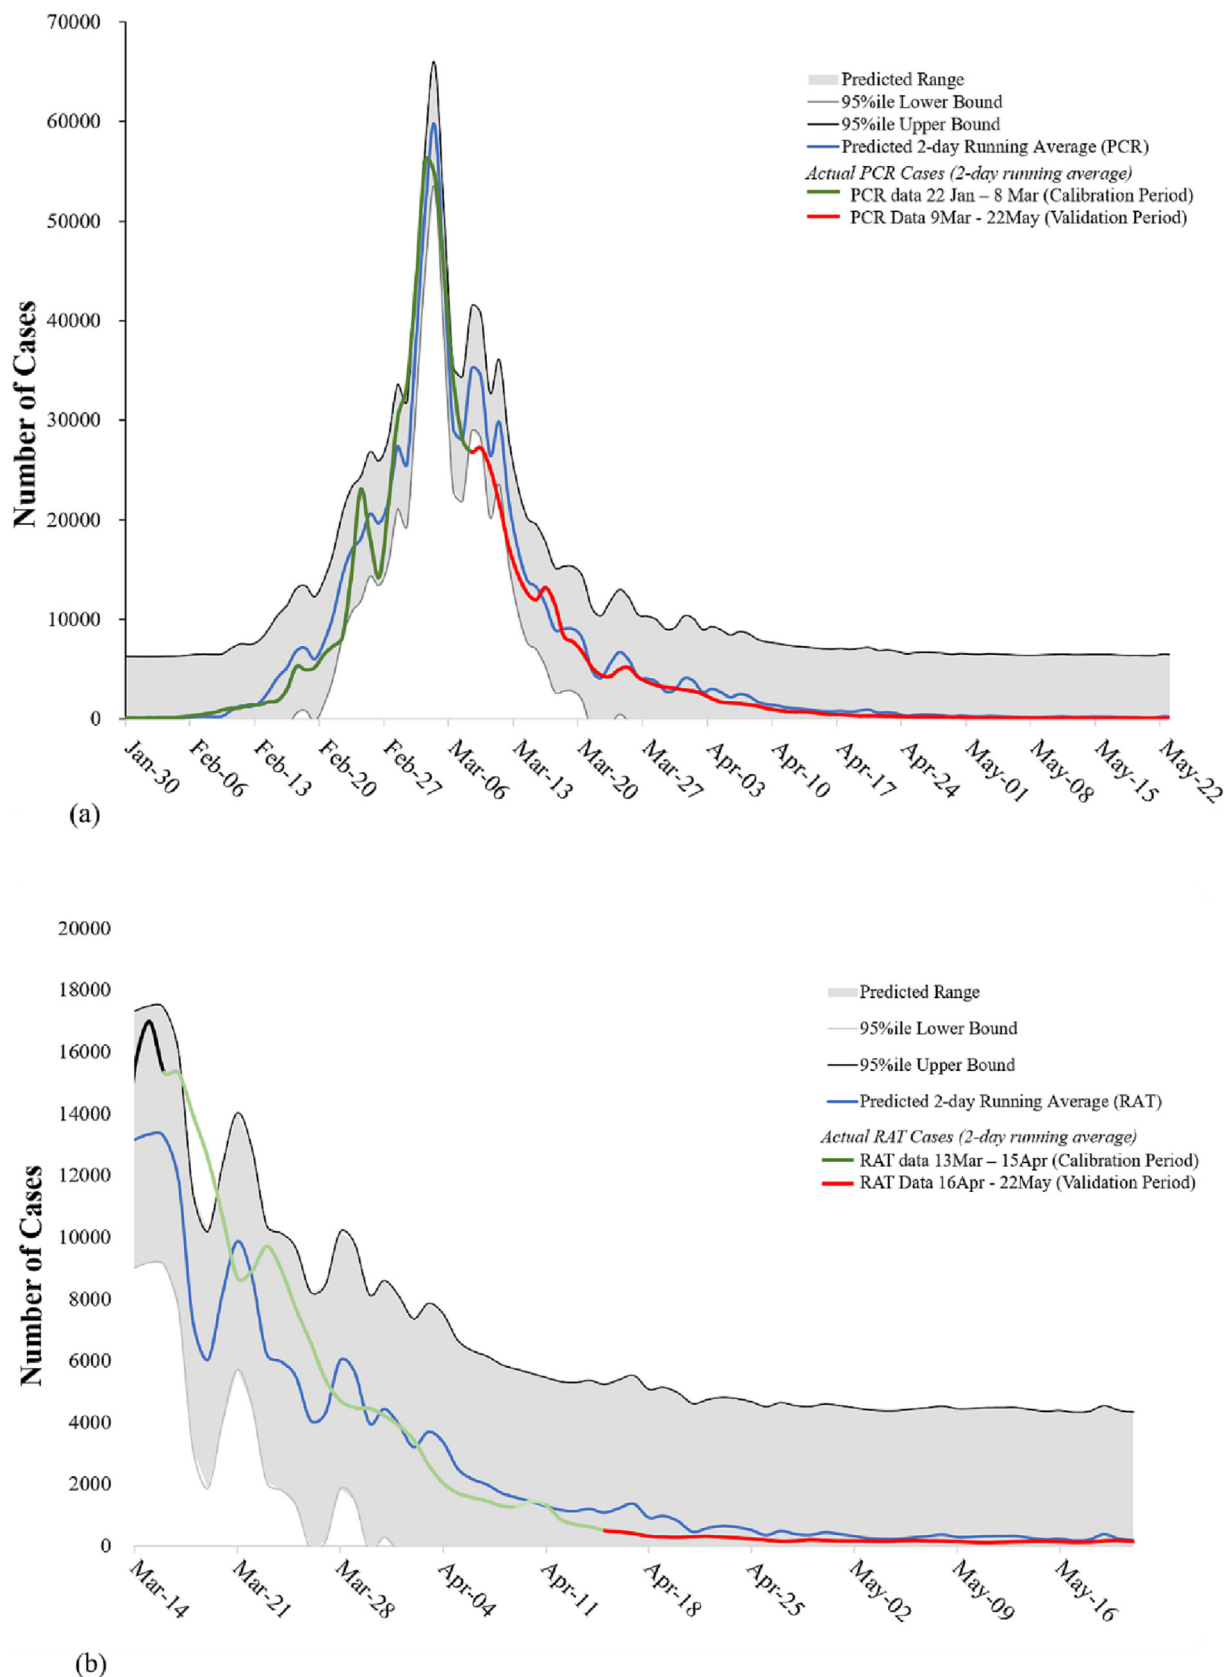 70000
60000
50000
40000
30000
20000
10000
0
Number of Cases
Predicted Range
95%ile Lower Bound
95%ile Upper Bound
Predicted 2-day Running Average (PCR)
Actual PCR Cases (2-day running average)
PCR data 22 Jan – 8 Mar (Calibration Period)
PCR Data 9Mar - 22May (Validation Period)
Jan-30
Feb-06
Feb-13
Feb-20
Feb-27
Mar-06
Mar-13
Mar-20
Mar-27
Apr-03
Apr-10
Apr-17
Apr-24
May-01
May-08
May-15
May-22
(a)
20000
18000
16000
14000
12000
10000
8000
6000
4000
2000
0
Number of Cases
Predicted Range
95%ile Lower Bound
95%ile Upper Bound
Predicted 2-day Running Average (RAT)
Actual RAT Cases (2-day running average)
RAT data 13Mar – 15Apr (Calibration Period)
RAT Data 16Apr - 22May (Validation Period)
Mar-14
Mar-21
Mar-28
Apr-04
Apr-11
Apr-18
Apr-25
May-02
May-09
May-16
(b)